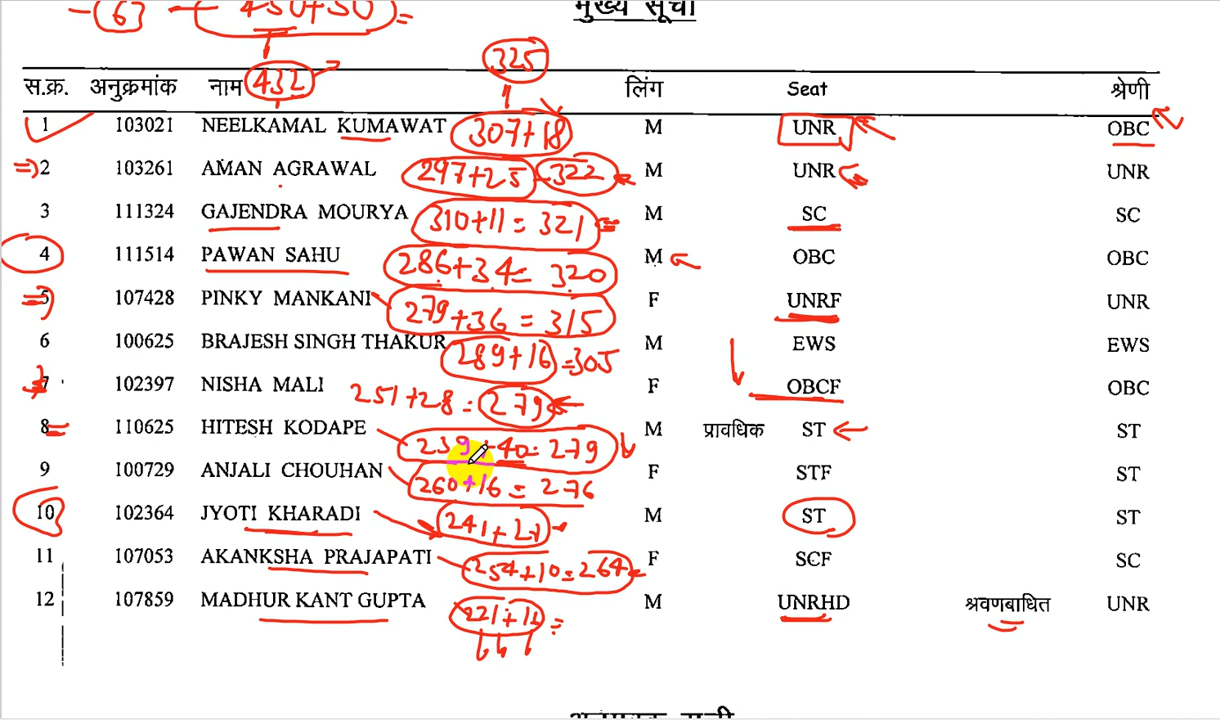 -(6) - (450+50)=
मुख्य सूची
325
स.क्र. अनुक्रमांक नाम 432 लिंग Seat श्रेणी
1 103021 NEELKAMAL KUMAWAT 307+18 M UNR OBC
2 103261 AMAN AGRAWAL 297+25 = 322 M UNR UNR
3 111324 GAJENDRA MOURYA 310+11 = 321 M SC SC
4 111514 PAWAN SAHU 286+34 = 320 M OBC OBC
5 107428 PINKY MANKANI 279+36 = 315 F UNRF UNR
6 100625 BRAJESH SINGH THAKUR 289+16 =305 M EWS EWS
7 102397 NISHA MALI 251+28 = 279 F OBCF OBC
8 110625 HITESH KODAPE 239+40 = 279 M प्रावधिक ST ST
9 100729 ANJALI CHOUHAN 260+16 = 276 F STF ST
10 102364 JYOTI KHARADI 241+ M ST ST
11 107053 AKANKSHA PRAJAPATI 254+10=264 F SCF SC
12 107859 MADHUR KANT GUPTA 221+ = M UNRHD श्रवणबाधित UNR